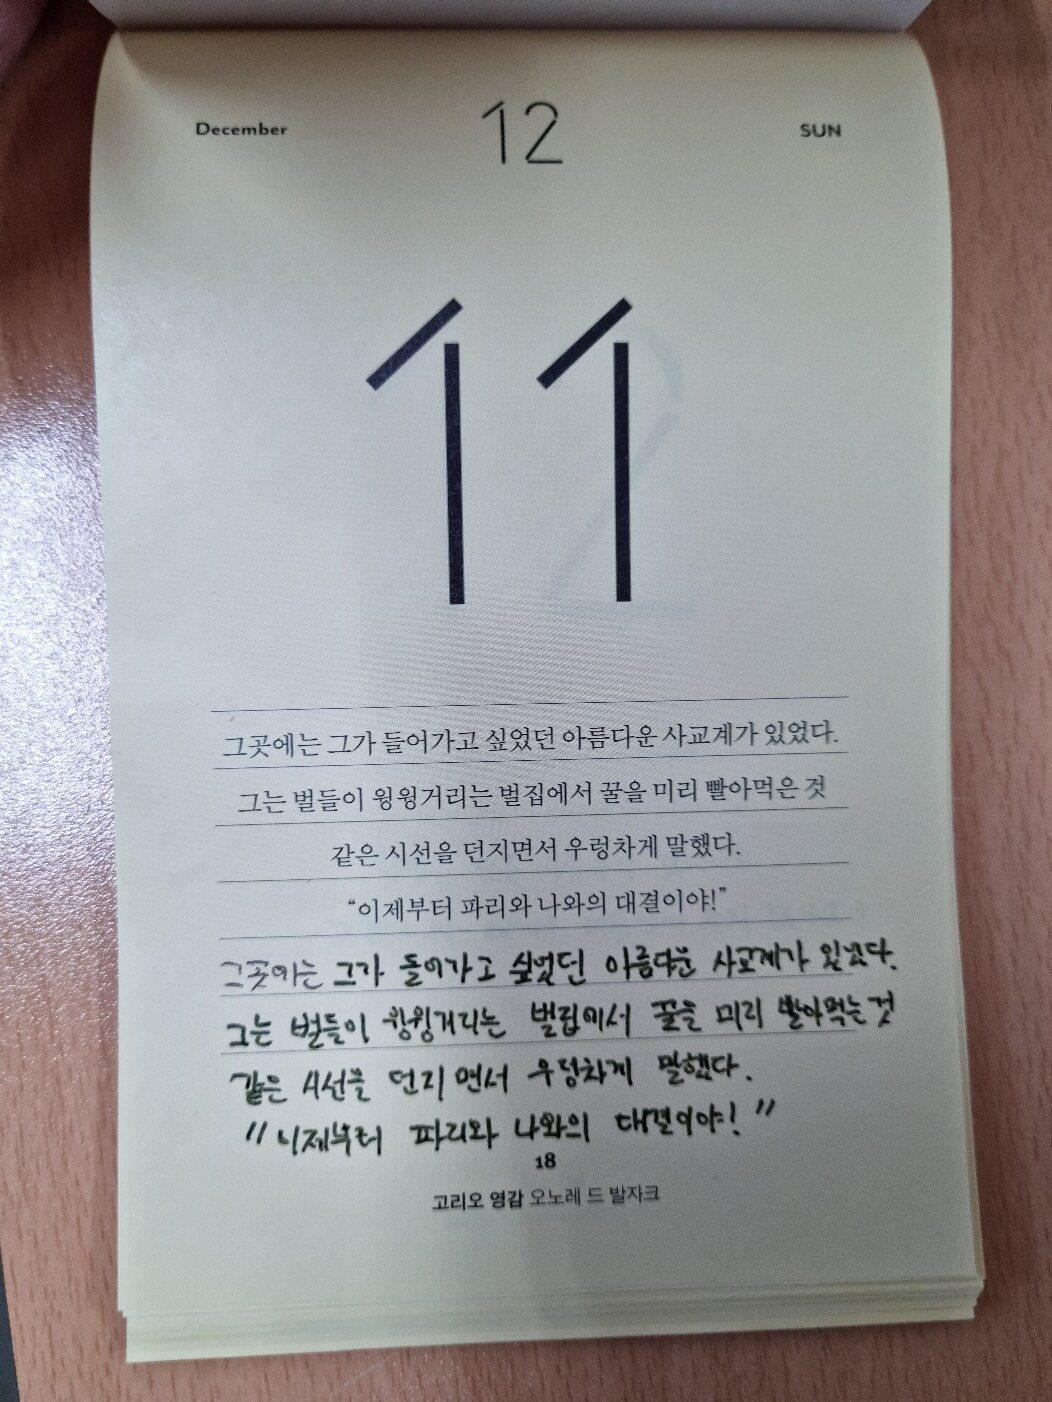 December 12 SUN
11
그곳에는 그가 들어가고 싶었던 아름다운 사교계가 있었다.
그는 벌들이 윙윙거리는 벌집에서 꿀을 미리 빨아먹은 것
같은 시선을 던지면서 우렁차게 말했다.
“이제부터 파리와 나와의 대결이야!”
그곳에는 그가 들어가고 싶었던 아름다운 사교계가 있었다.
그는 벌들이 윙윙거리는 벌집에서 꿀을 미리 빨아먹는 것
같은 시선을 던지면서 우렁차게 말했다.
"이제부터 파리와 나와의 대결이야!"
18
고리오 영감 오노레 드 발자크